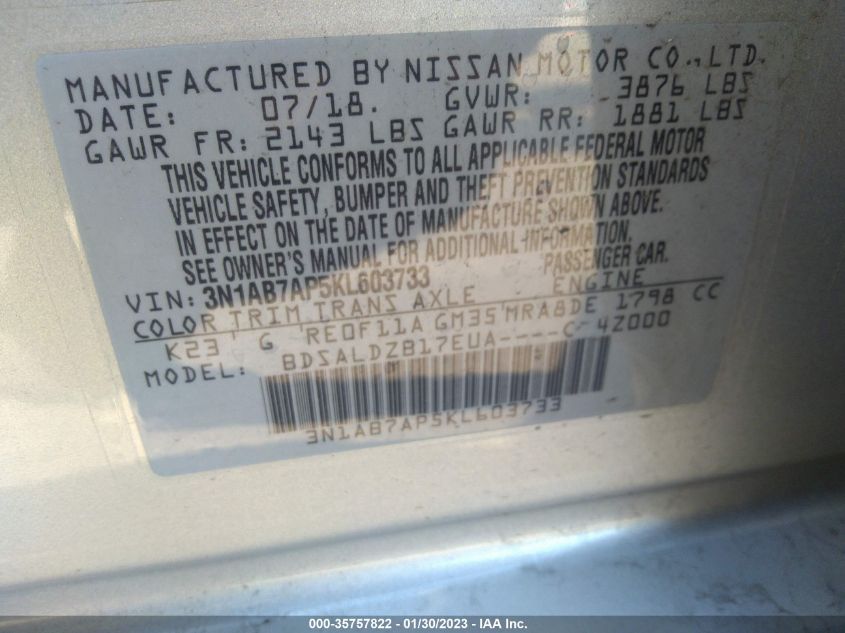 MANUFACTURED BY NISSAN MOTOR CO., LTD.
DATE: 07/18. GVWR: 3876 LBS
GAWR FR: 2143 LBS GAWR RR: 1881 LBS
THIS VEHICLE CONFORMS TO ALL APPLICABLE FEDERAL MOTOR
VEHICLE SAFETY, BUMPER AND THEFT PREVENTION STANDARDS
IN EFFECT ON THE DATE OF MANUFACTURE SHOWN ABOVE.
SEE OWNER'S MANUAL FOR ADDITIONAL INFORMATION.
VIN: 3N1AB7AP5KL603733 PASSENGER CAR.
COLOR TRIM TRANS AXLE ENGINE
K23 G RE0F11A GM35 MRA8DE 1798 CC
MODEL: BDSALDZB17EUA----C-4Z000
3N1AB7AP5KL603733
000-35757822 - 01/30/2023 - IAA Inc.